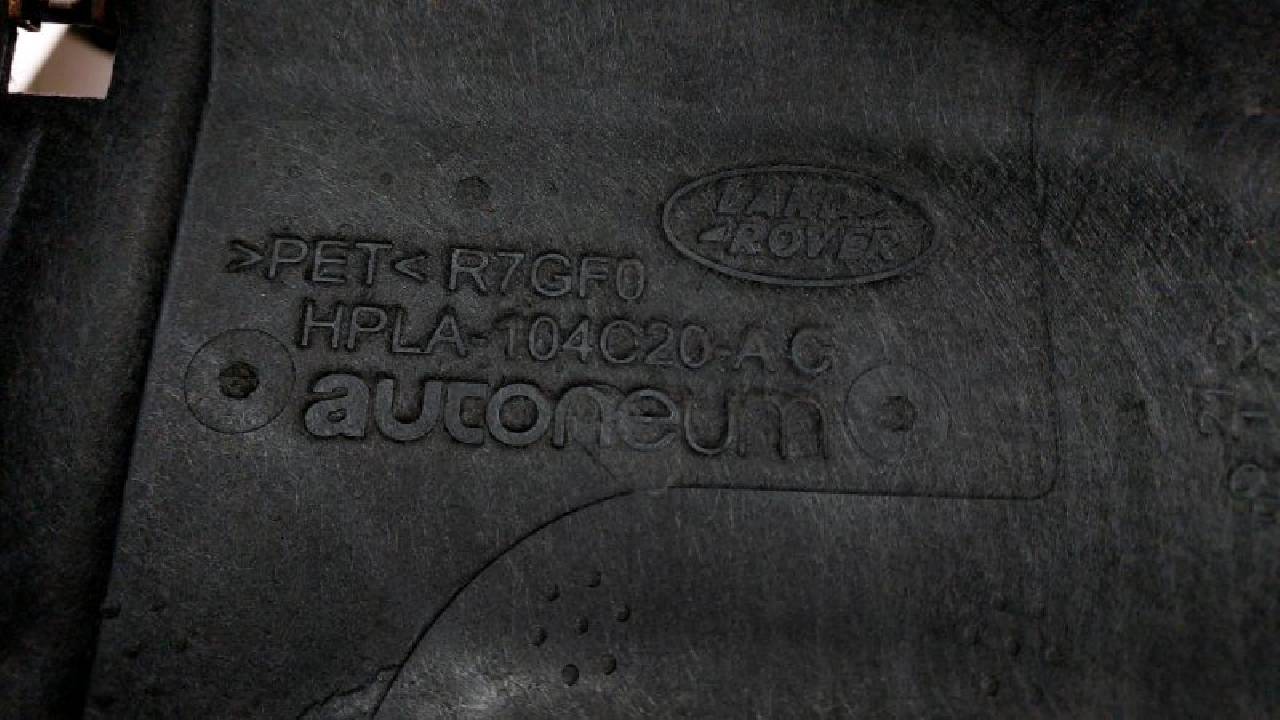 LAND
ROVER
>PET< R7GF0
HPLA-104C20-AC
autoneum